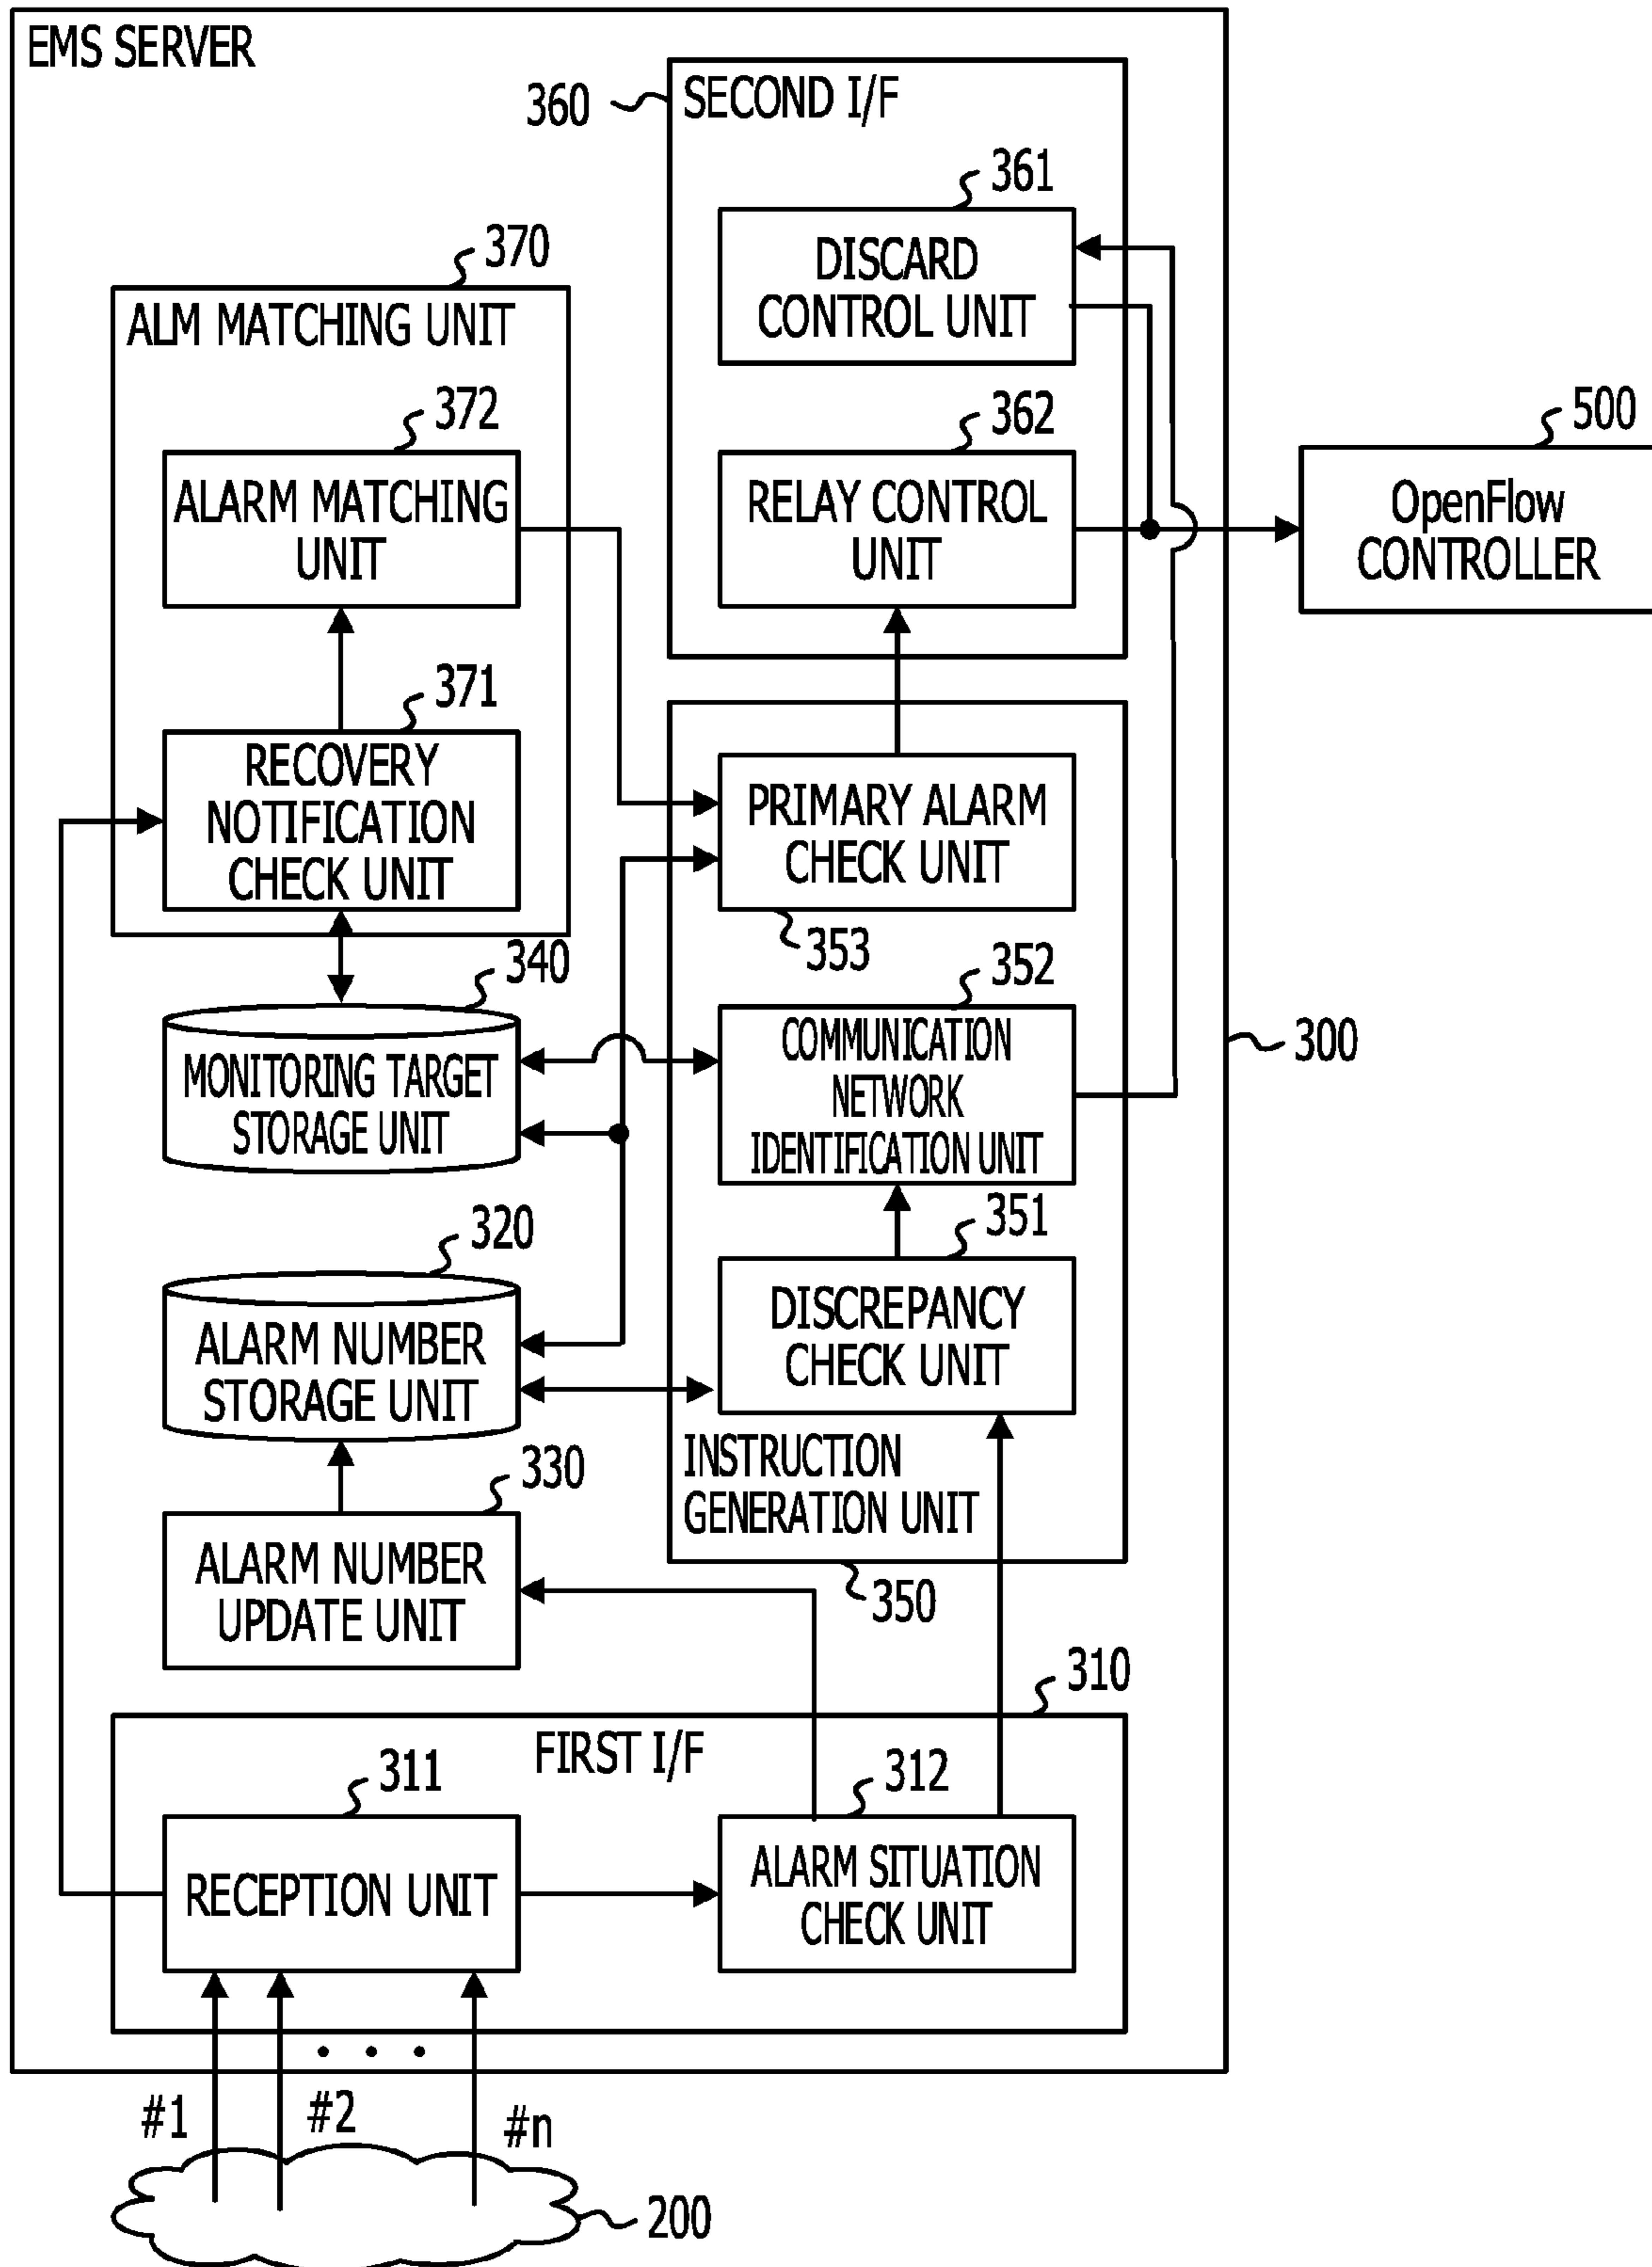 EMS SERVER
360
SECOND I/F
361
DISCARD
CONTROL UNIT
370
ALM MATCHING UNIT
372
ALARM MATCHING
UNIT
362
RELAY CONTROL
UNIT
500
OpenFlow
CONTROLLER
371
RECOVERY
NOTIFICATION
CHECK UNIT
PRIMARY ALARM
CHECK UNIT
353
340
MONITORING TARGET
STORAGE UNIT
352
COMMUNICATION
NETWORK
IDENTIFICATION UNIT
300
320
ALARM NUMBER
STORAGE UNIT
351
DISCREPANCY
CHECK UNIT
INSTRUCTION
GENERATION UNIT
350
330
ALARM NUMBER
UPDATE UNIT
310
FIRST I/F
311
RECEPTION UNIT
312
ALARM SITUATION
CHECK UNIT
. . .
#1
#2
#n
200